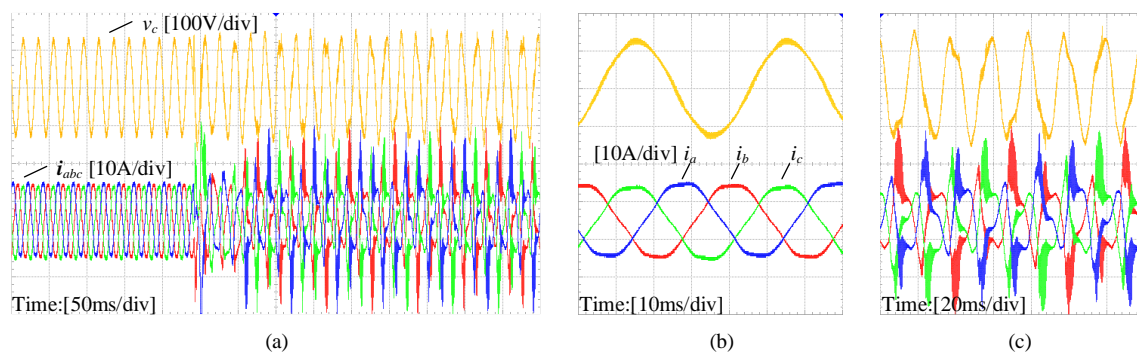 v_c [100V/div]
i_abc [10A/div]
Time:[50ms/div]
(a)
[10A/div] i_a i_b i_c
Time:[10ms/div]
(b)
Time:[20ms/div]
(c)